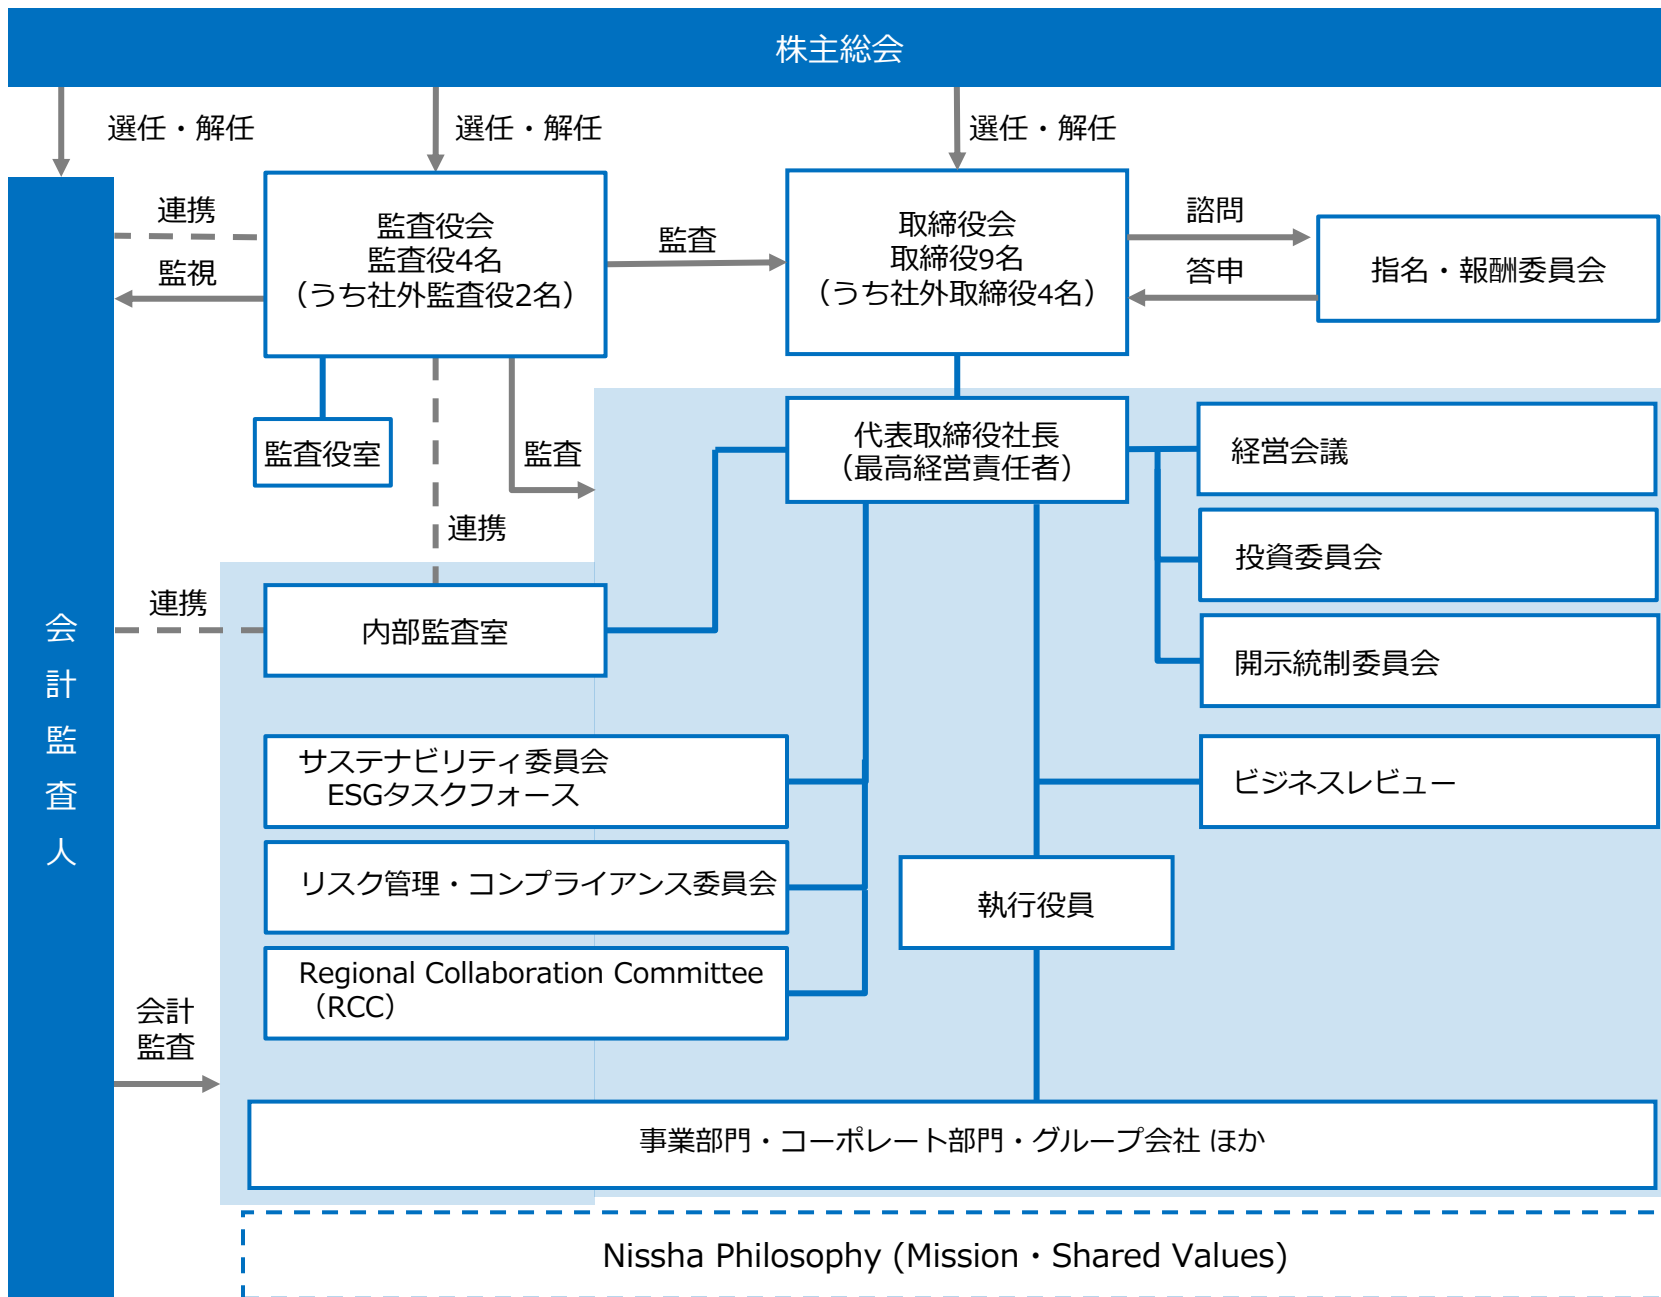 株主総会
選任・解任
選任・解任
選任・解任
連携
監視
監査役会
監査役4名
（うち社外監査役2名）
監査
取締役会
取締役9名
（うち社外取締役4名）
諮問
答申
指名・報酬委員会
監査役室
監査
連携
代表取締役社長
（最高経営責任者）
経営会議
投資委員会
開示統制委員会
連携
内部監査室
会計監査人
サステナビリティ委員会
ESGタスクフォース
ビジネスレビュー
リスク管理・コンプライアンス委員会
執行役員
Regional Collaboration Committee
（RCC）
会計
監査
事業部門・コーポレート部門・グループ会社 ほか
Nissha Philosophy (Mission・Shared Values)